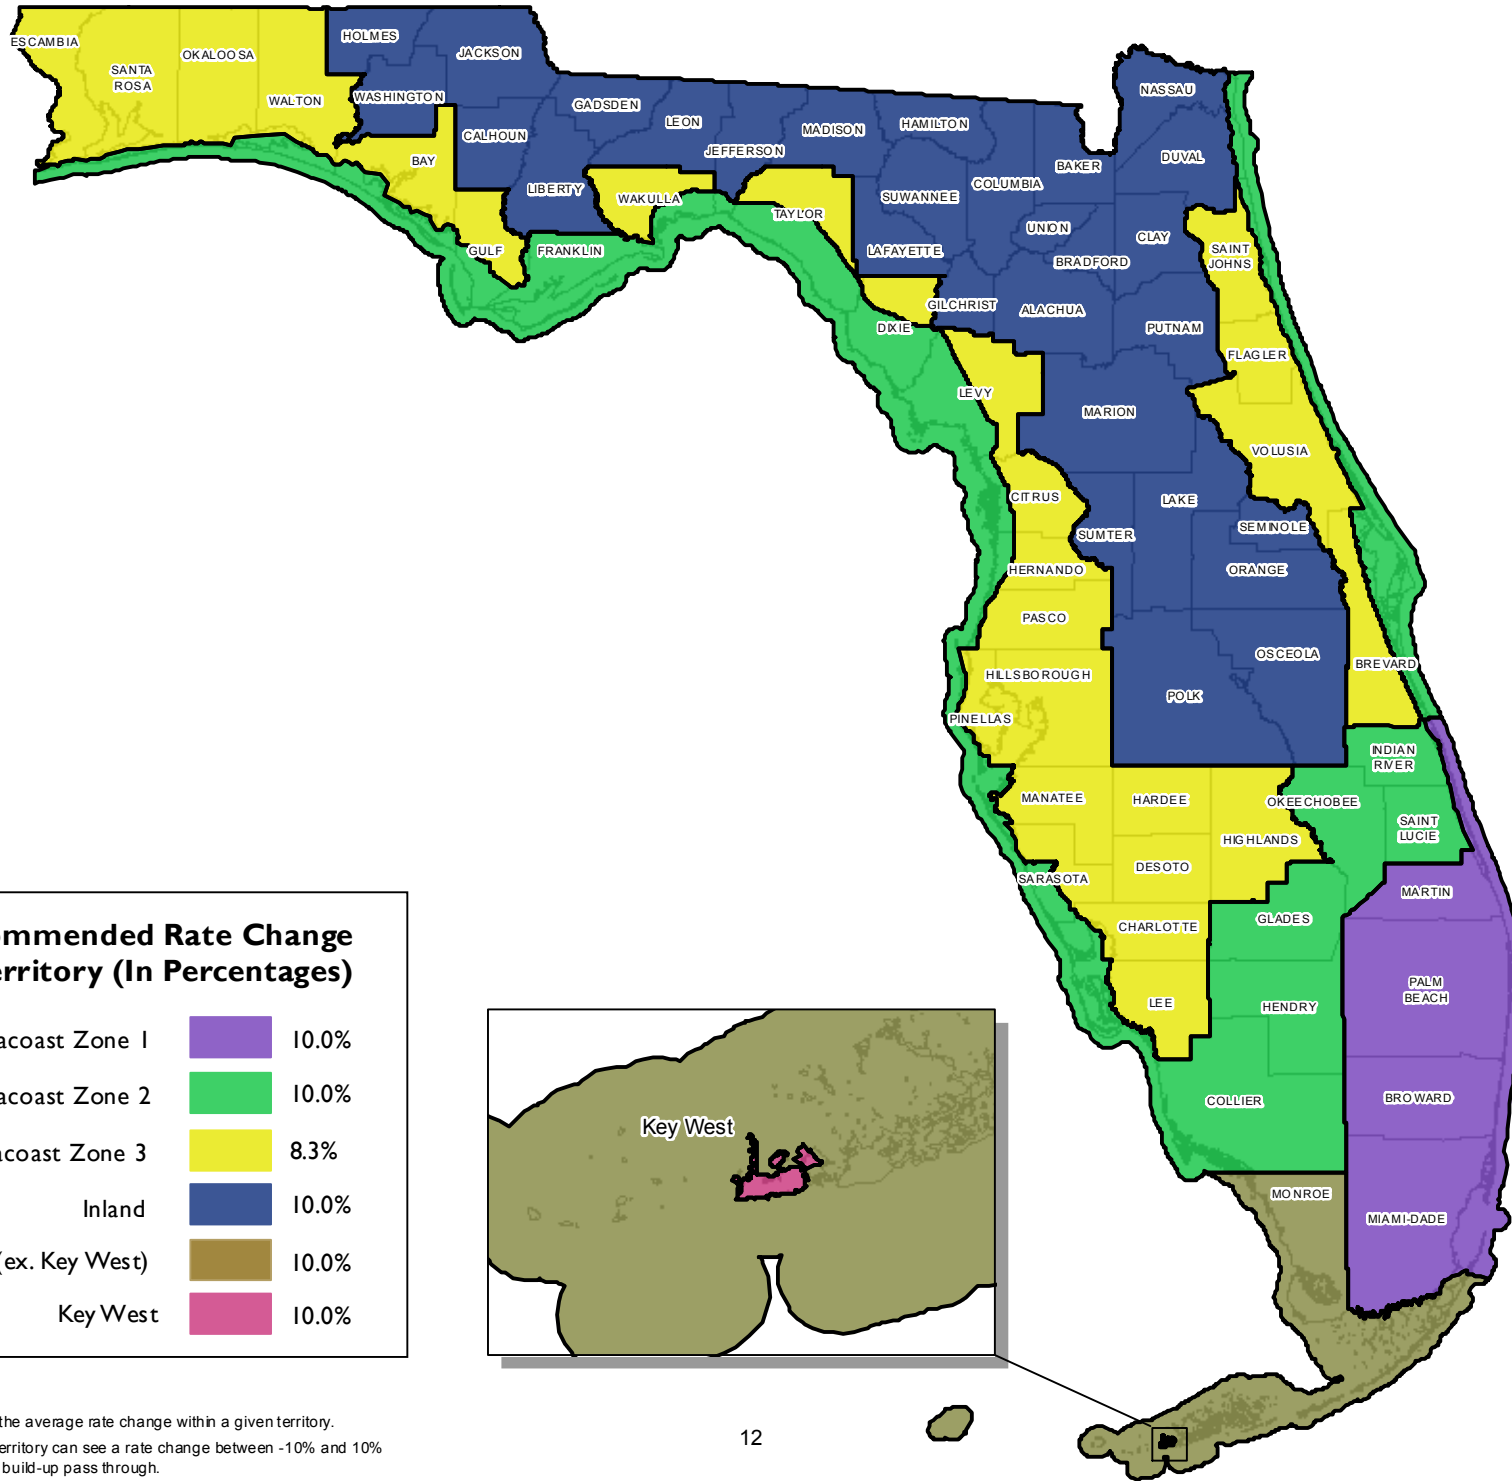 ESCAMBIA
SANTA
ROSA
OKALOOSA
WALTON
HOLMES
JACKSON
WASHINGTON
BAY
CALHOUN
GADSDEN
LEON
JEFFERSON
MADISON
HAMILTON
LIBERTY
WAKULLA
GULF
FRANKLIN
TAYLOR
SUWANNEE
LAFAYETTE
COLUMBIA
BAKER
NASSAU
DUVAL
UNION
BRADFORD
CLAY
SAINT
JOHNS
GILCHRIST
DIXIE
ALACHUA
PUTNAM
FLAGLER
LEVY
MARION
VOLUSIA
CITRUS
LAKE
SUMTER
SEMINOLE
HERNANDO
ORANGE
PASCO
OSCEOLA
BREVARD
HILLSBOROUGH
POLK
PINELLAS
INDIAN
RIVER
MANATEE
HARDEE
OKEECHOBEE
SAINT
LUCIE
HIGHLANDS
SARASOTA
DESOTO
MARTIN
GLADES
CHARLOTTE
PALM
BEACH
LEE
HENDRY
COLLIER
BROWARD
MONROE
MIAMI-DADE
Key West
ommended Rate Change
erritory (In Percentages)
acoast Zone 1 10.0%
acoast Zone 2 10.0%
acoast Zone 3 8.3%
Inland 10.0%
(ex. Key West) 10.0%
Key West 10.0%
the average rate change within a given territory.
erritory can see a rate change between -10% and 10%
build-up pass through.
12